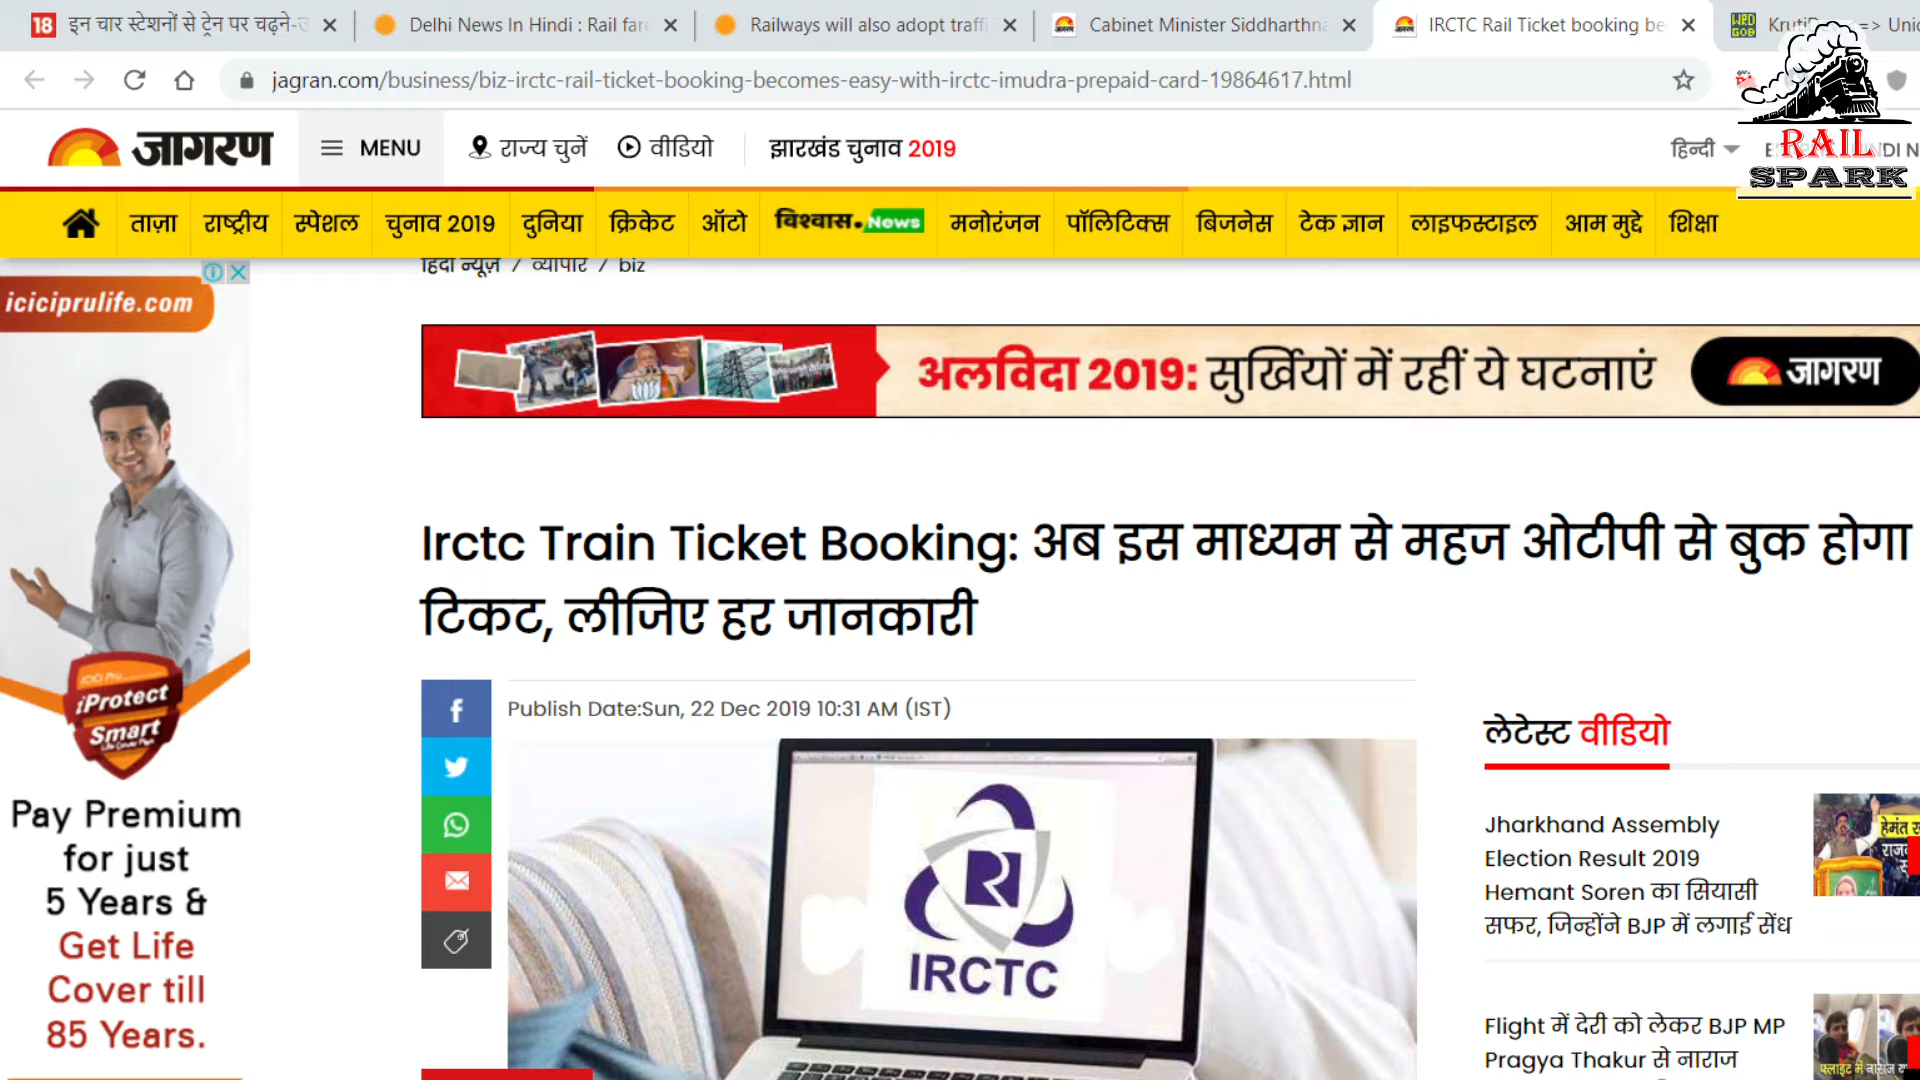 इन चार स्टेशनों से ट्रेन पर चढ़ने-उ
Delhi News In Hindi : Rail fare
Railways will also adopt traffi
Cabinet Minister Siddharthna
IRCTC Rail Ticket booking be
jagran.com/business/biz-irctc-rail-ticket-booking-becomes-easy-with-irctc-imudra-prepaid-card-19864617.html
RAIL
SPARK
जागरण
MENU
राज्य चुनें
वीडियो
झारखंड चुनाव 2019
हिन्दी
ताज़ा राष्ट्रीय स्पेशल चुनाव 2019 दुनिया क्रिकेट ऑटो विश्वास.News मनोरंजन पॉलिटिक्स बिजनेस टेक ज्ञान लाइफस्टाइल आम मुद्दे शिक्षा
हिंदी न्यूज़ / व्यापार / biz
iciciprulife.com
अलविदा 2019: सुर्खियों में रहीं ये घटनाएं
जागरण
Irctc Train Ticket Booking: अब इस माध्यम से महज ओटीपी से बुक होगा
टिकट, लीजिए हर जानकारी
Publish Date:Sun, 22 Dec 2019 10:31 AM (IST)
IRCTC
iProtect
Smart
Pay Premium
for just
5 Years &
Get Life
Cover till
85 Years.
लेटेस्ट वीडियो
Jharkhand Assembly
Election Result 2019
Hemant Soren का सियासी
सफर, जिन्होंने BJP में लगाई सेंध
Flight में देरी को लेकर BJP MP
Pragya Thakur से नाराज